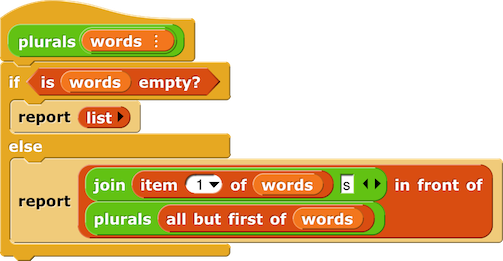 plurals words ⋮
if is words empty?
report list
else
join item 1 of words s in front of
report
plurals all but first of words